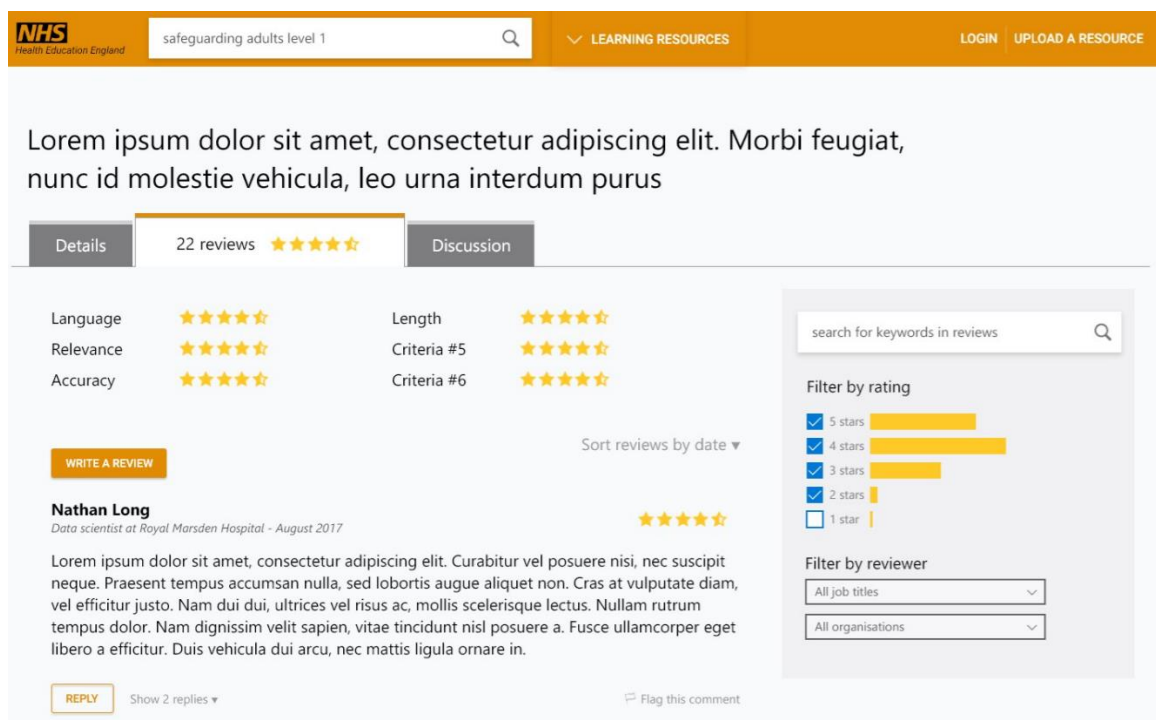 NHS
Health Education England
safeguarding adults level 1
LEARNING RESOURCES
LOGIN
UPLOAD A RESOURCE
Lorem ipsum dolor sit amet, consectetur adipiscing elit. Morbi feugiat,
nunc id molestie vehicula, leo urna interdum purus
Details
22 reviews
Discussion
Language
Length
Relevance
Criteria #5
Accuracy
Criteria #6
WRITE A REVIEW
Sort reviews by date ▾
Nathan Long
Data scientist at Royal Marsden Hospital - August 2017
Lorem ipsum dolor sit amet, consectetur adipiscing elit. Curabitur vel posuere nisi, nec suscipit
neque. Praesent tempus accumsan nulla, sed lobortis augue aliquet non. Cras at vulputate diam,
vel efficitur justo. Nam dui dui, ultrices vel risus ac, mollis scelerisque lectus. Nullam rutrum
tempus dolor. Nam dignissim velit sapien, vitae tincidunt nisl posuere a. Fusce ullamcorper eget
libero a efficitur. Duis vehicula dui arcu, nec mattis ligula ornare in.
REPLY
Show 2 replies ▾
Flag this comment
search for keywords in reviews
Filter by rating
5 stars
4 stars
3 stars
2 stars
1 star
Filter by reviewer
All job titles
All organisations